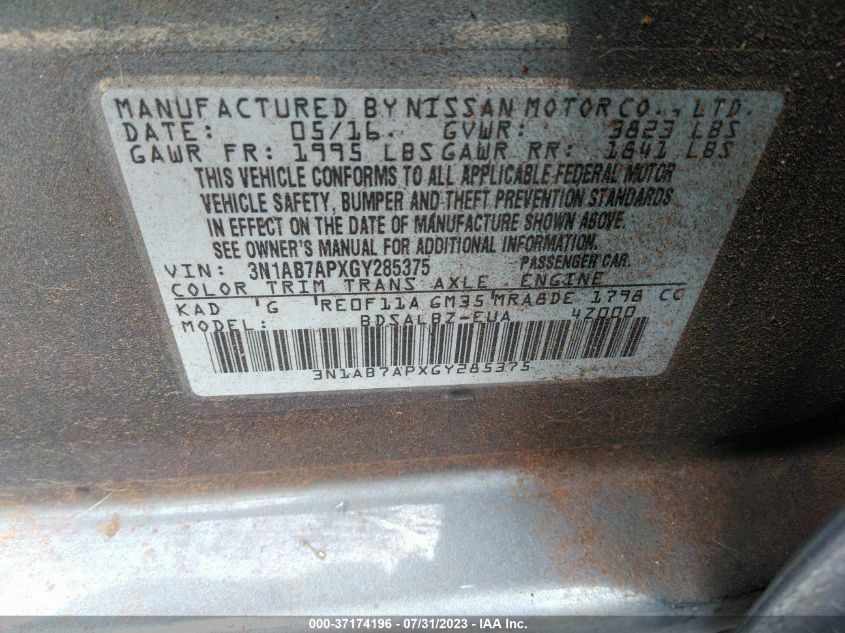 MANUFACTURED BY NISSAN MOTOR CO., LTD.
DATE: 05/16 GVWR: 3823 LBS
GAWR FR: 1995 LBS GAWR RR: 1841 LBS
THIS VEHICLE CONFORMS TO ALL APPLICABLE FEDERAL MOTOR
VEHICLE SAFETY, BUMPER AND THEFT PREVENTION STANDARDS
IN EFFECT ON THE DATE OF MANUFACTURE SHOWN ABOVE.
SEE OWNER'S MANUAL FOR ADDITIONAL INFORMATION.
VIN: 3N1AB7APXGY285375 PASSENGER CAR
COLOR TRIM TRANS AXLE ENGINE
KAD G RE0F11A GM35 MRA8DE 1798 CC
MODEL: BDSALBZ-EUA 4Z000
3N1AB7APXGY285375
000-37174196 - 07/31/2023 - IAA Inc.